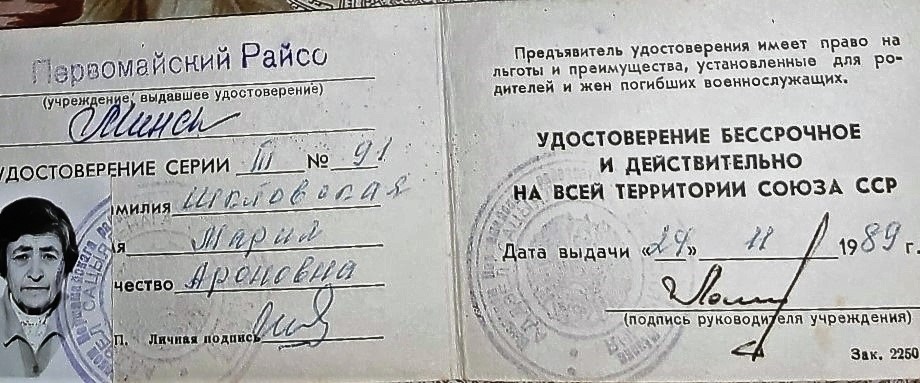 Первомайский Райсо
(учреждение, выдавшее удостоверение)
Минск
УДОСТОВЕРЕНИЕ СЕРИИ III № 91
милия Шкловская
я Мария
чество Ароновна
П. Личная подпись
Предъявитель удостоверения имеет право на
льготы и преимущества, установленные для ро-
дителей и жен погибших военнослужащих.
УДОСТОВЕРЕНИЕ БЕССРОЧНОЕ
И ДЕЙСТВИТЕЛЬНО
НА ВСЕЙ ТЕРРИТОРИИ СОЮЗА ССР
Дата выдачи «24» 11 1989 г.
(подпись руководителя учреждения)
Зак. 2250